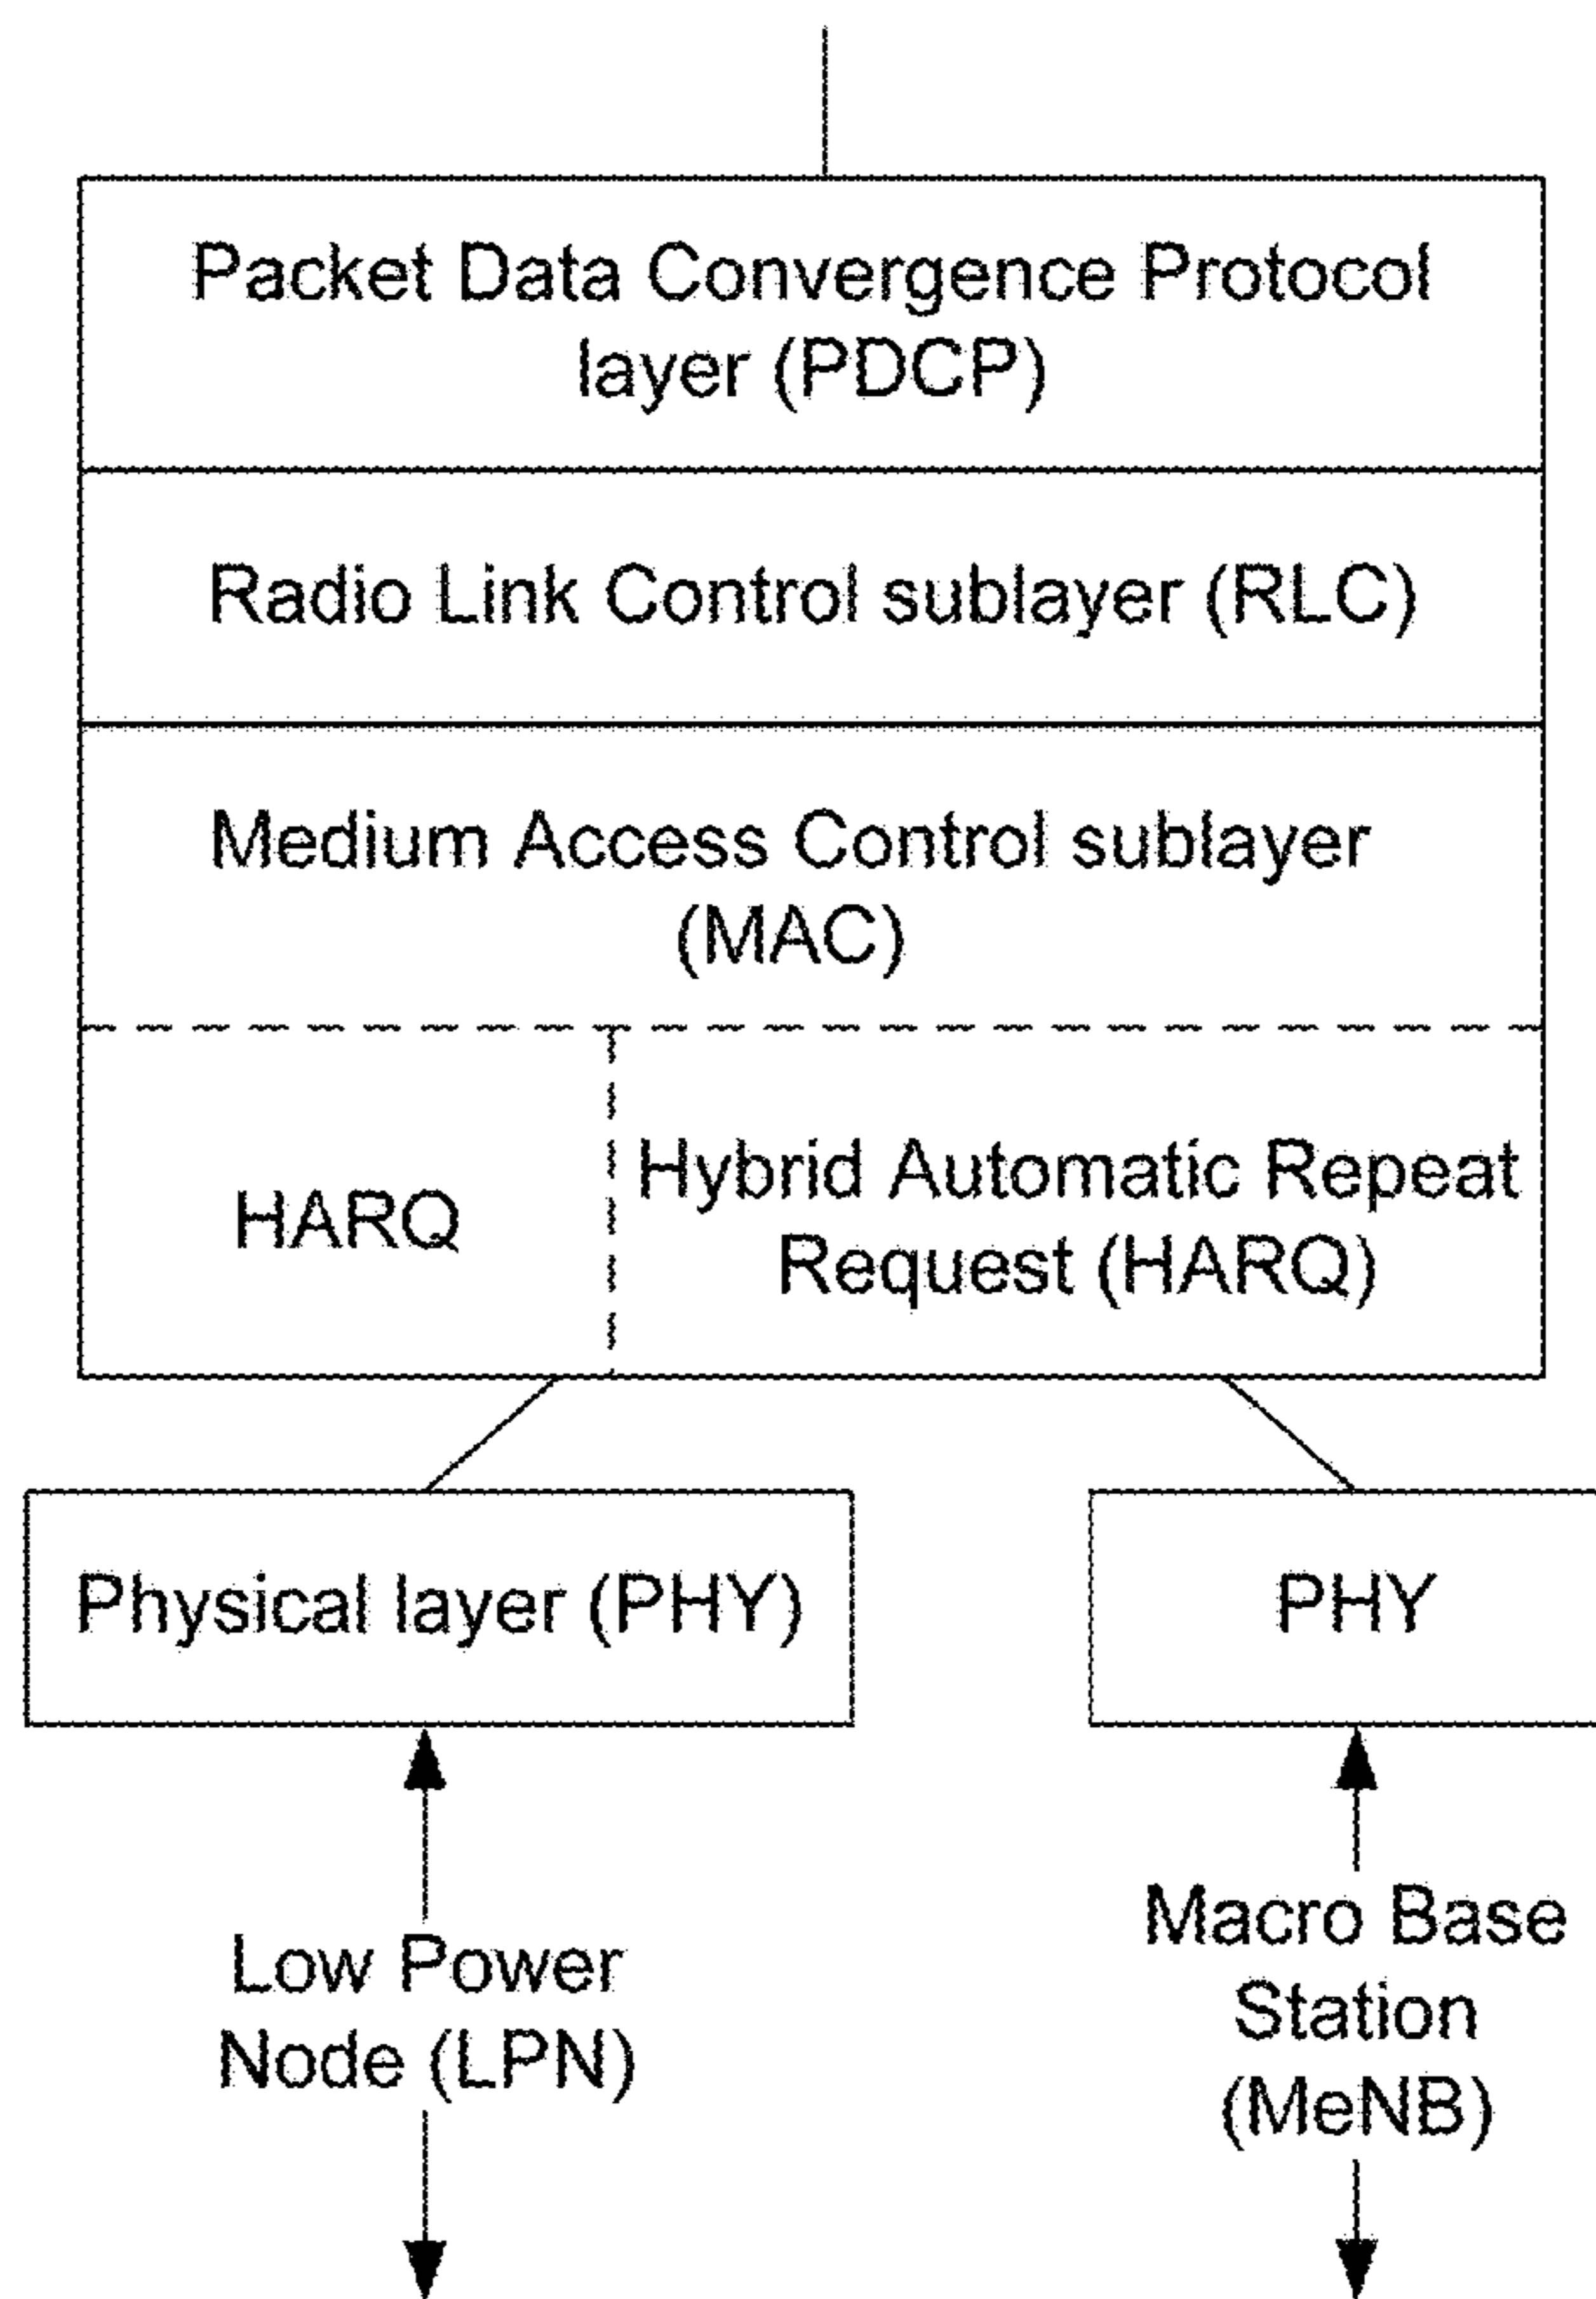 Packet Data Convergence Protocol
layer (PDCP)
Radio Link Control sublayer (RLC)
Medium Access Control sublayer
(MAC)
HARQ
Hybrid Automatic Repeat
Request (HARQ)
Physical layer (PHY)
PHY
Low Power
Node (LPN)
Macro Base
Station
(MeNB)